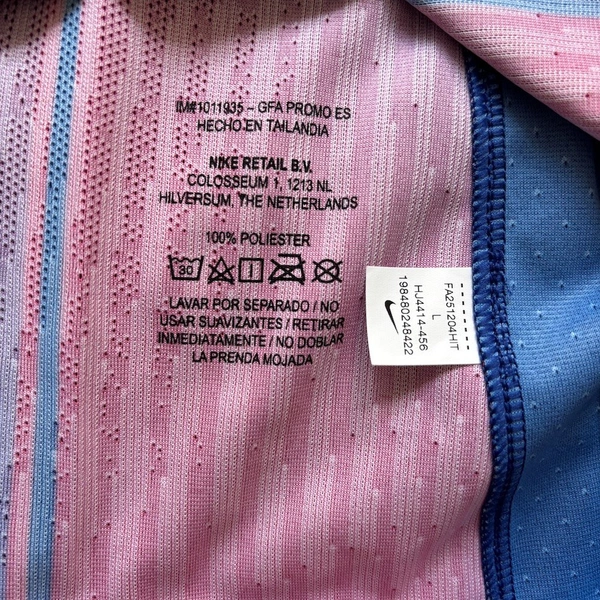 IM#1011935 – GFA PROMO ES
HECHO EN TAILANDIA
NIKE RETAIL B.V.
COLOSSEUM 1, 1213 NL
HILVERSUM, THE NETHERLANDS
100% POLIESTER
30
LAVAR POR SEPARADO / NO
USAR SUAVIZANTES / RETIRAR
INMEDIATAMENTE / NO DOBLAR
LA PRENDA MOJADA
FA251204HIT
L
HJ4414-456
198480248422